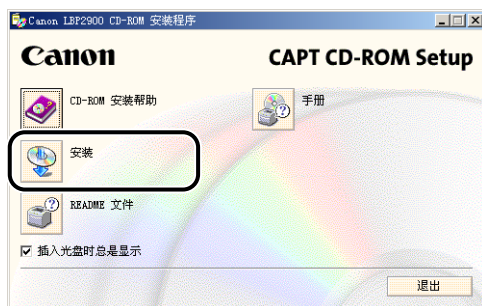 Canon LBP2900 CD-ROM 安装程序
Canon
CAPT CD-ROM Setup
CD-ROM 安装帮助
手册
安装
README 文件
插入光盘时总是显示
退出